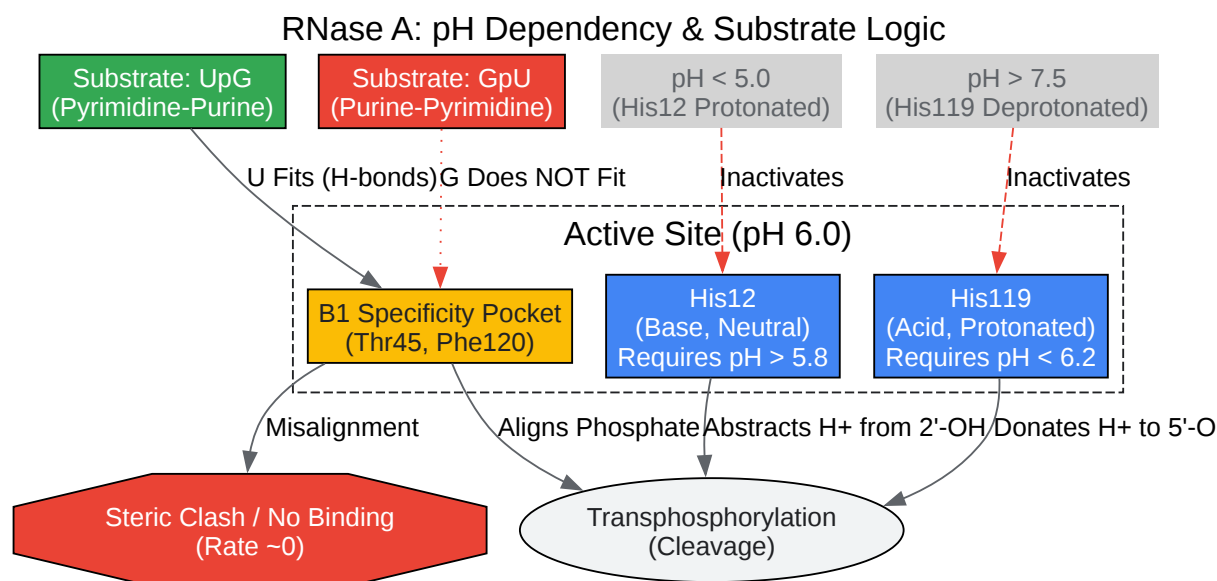 RNase A: pH Dependency & Substrate Logic
Substrate: UpG
(Pyrimidine-Purine)
Substrate: GpU
(Purine-Pyrimidine)
pH < 5.0
(His12 Protonated)
pH > 7.5
(His119 Deprotonated)
U Fits (H-bonds)
G Does NOT Fit
Inactivates
Inactivates
Active Site (pH 6.0)
B1 Specificity Pocket
(Thr45, Phe120)
His12
(Base, Neutral)
Requires pH > 5.8
His119
(Acid, Protonated)
Requires pH < 6.2
Misalignment
Aligns Phosphate
Abstracts H+ from 2'-OH
Donates H+ to 5'-O
Steric Clash / No Binding
(Rate ~0)
Transphosphorylation
(Cleavage)